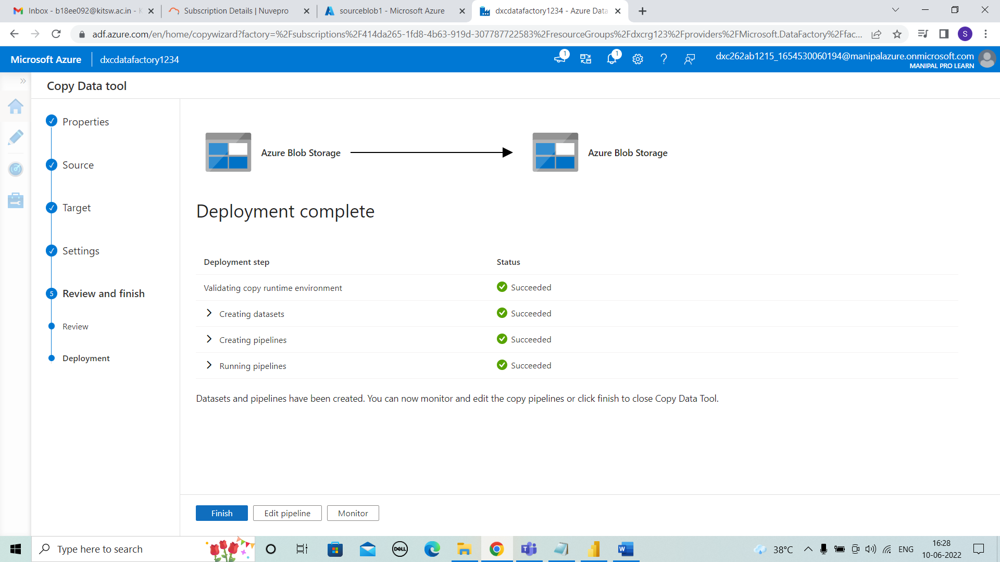 Inbox - b18ee092@kitsw.ac.in -
Subscription Details | Nuvepro
sourceblob1 - Microsoft Azure
dxcdatafactory1234 - Azure Data
adf.azure.com/en/home/copywizard?factory=%2Fsubscriptions%2F414da265-1fd8-4b63-919d-307787722583%2FresourceGroups%2Fdxcrg123%2Fproviders%2FMicrosoft.DataFactory%2Ffac...
S
Microsoft Azure
dxcdatafactory1234
1
1
dxc262ab1215_1654530060194@manipalazure.onmicrosoft.com
MANIPAL PRO LEARN
Copy Data tool
Properties
Source
Target
Settings
5 Review and finish
Review
Deployment
Azure Blob Storage
Azure Blob Storage
Deployment complete
Deployment step Status
Validating copy runtime environment Succeeded
Creating datasets Succeeded
Creating pipelines Succeeded
Running pipelines Succeeded
Datasets and pipelines have been created. You can now monitor and edit the copy pipelines or click finish to close Copy Data Tool.
Finish Edit pipeline Monitor
Type here to search
DELL
T
W
38°C
ENG
16:28
10-06-2022